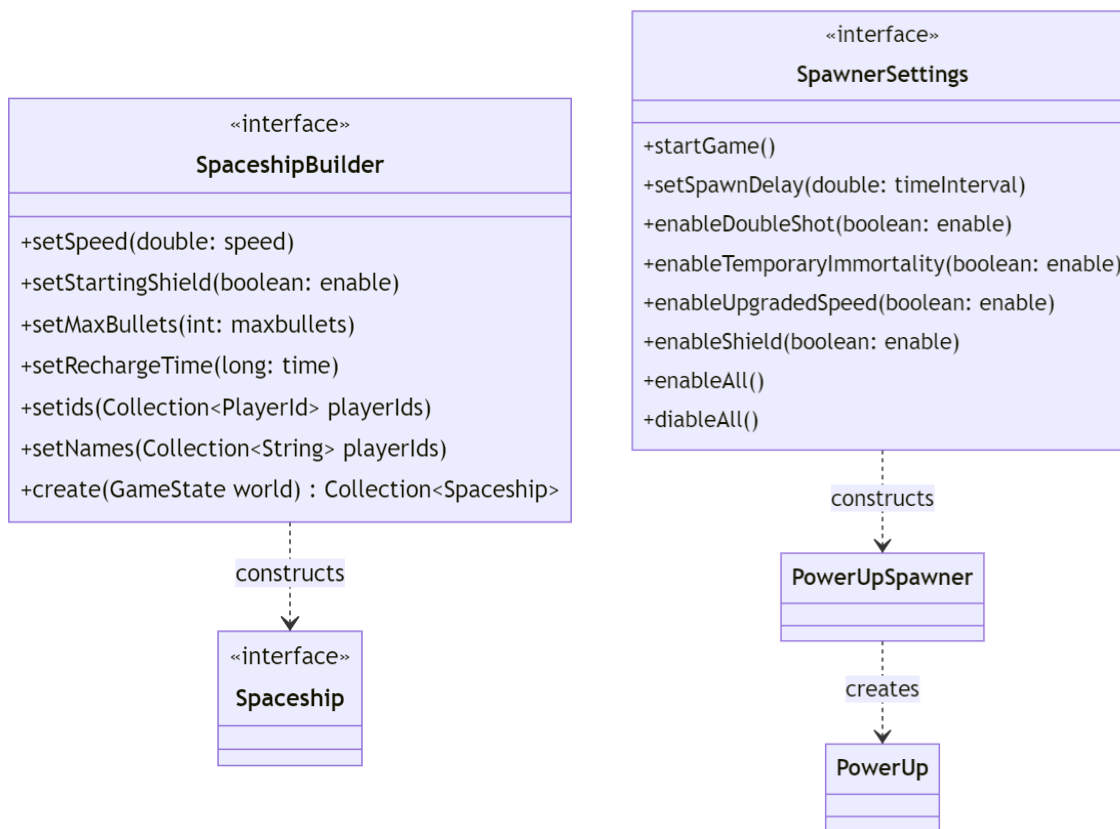 «interface»
SpaceshipBuilder
+setSpeed(double: speed)
+setStartingShield(boolean: enable)
+setMaxBullets(int: maxbullets)
+setRechargeTime(long: time)
+setids(Collection<PlayerId> playerIds)
+setNames(Collection<String> playerIds)
+create(GameState world) : Collection<Spaceship>
constructs
«interface»
Spaceship
«interface»
SpawnerSettings
+startGame()
+setSpawnDelay(double: timeInterval)
+enableDoubleShot(boolean: enable)
+enableTemporaryImmortality(boolean: enable)
+enableUpgradedSpeed(boolean: enable)
+enableShield(boolean: enable)
+enableAll()
+diableAll()
constructs
PowerUpSpawner
creates
PowerUp